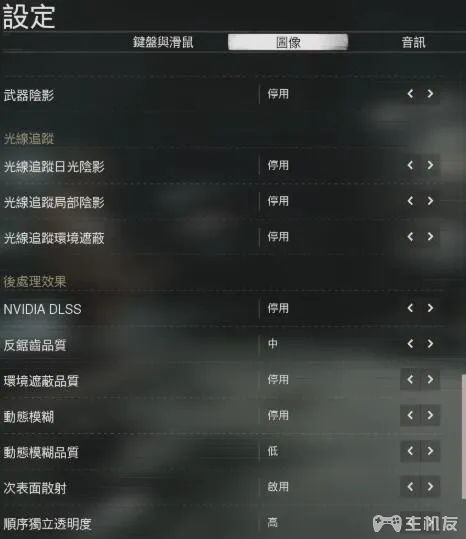 設定
鍵盤與滑鼠 圖像 音訊
武器陰影 停用
光線追蹤
光線追蹤日光陰影 停用
光線追蹤局部陰影 停用
光線追蹤環境遮蔽 停用
後處理效果
NVIDIA DLSS 停用
反鋸齒品質 中
環境遮蔽品質 停用
動態模糊 停用
動態模糊品質 低
次表面散射 啟用
順序獨立透明度 高
主机友